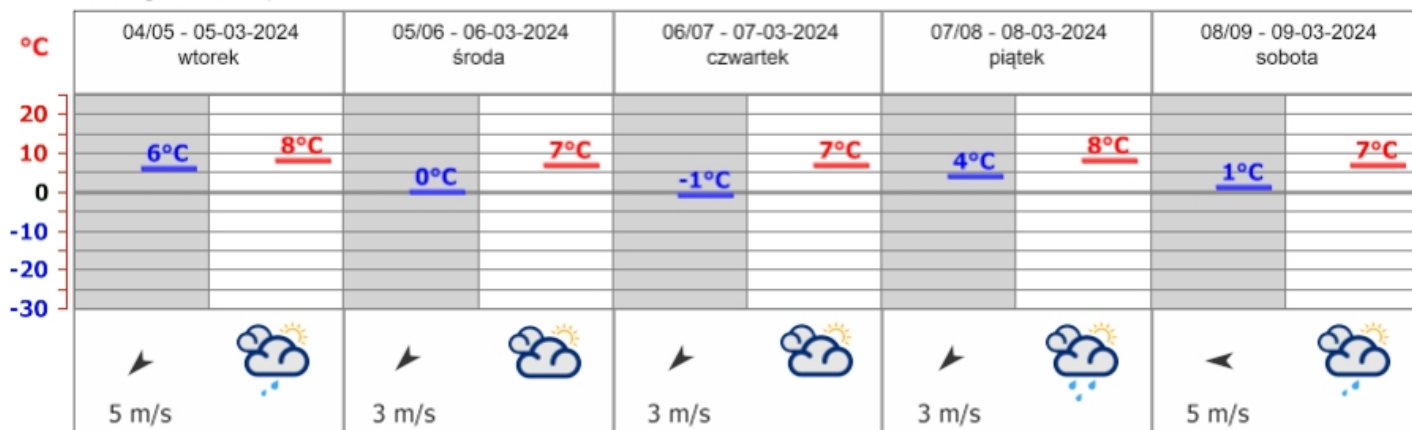 °C
04/05 - 05-03-2024
wtorek
05/06 - 06-03-2024
środa
06/07 - 07-03-2024
czwartek
07/08 - 08-03-2024
piątek
08/09 - 09-03-2024
sobota
20
10
0
-10
-20
-30
6°C
8°C
0°C
7°C
-1°C
7°C
4°C
8°C
1°C
7°C
5 m/s
3 m/s
3 m/s
3 m/s
5 m/s